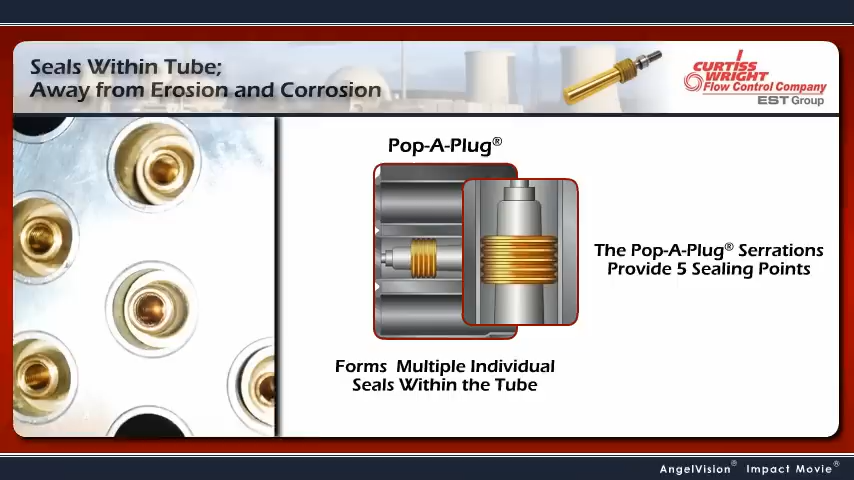 Seals Within Tube;
Away from Erosion and Corrosion
CURTISS
WRIGHT
Flow Control Company
EST Group
Pop-A-Plug®
The Pop-A-Plug® Serrations
Provide 5 Sealing Points
Forms Multiple Individual
Seals Within the Tube
AngelVision® Impact Movie®